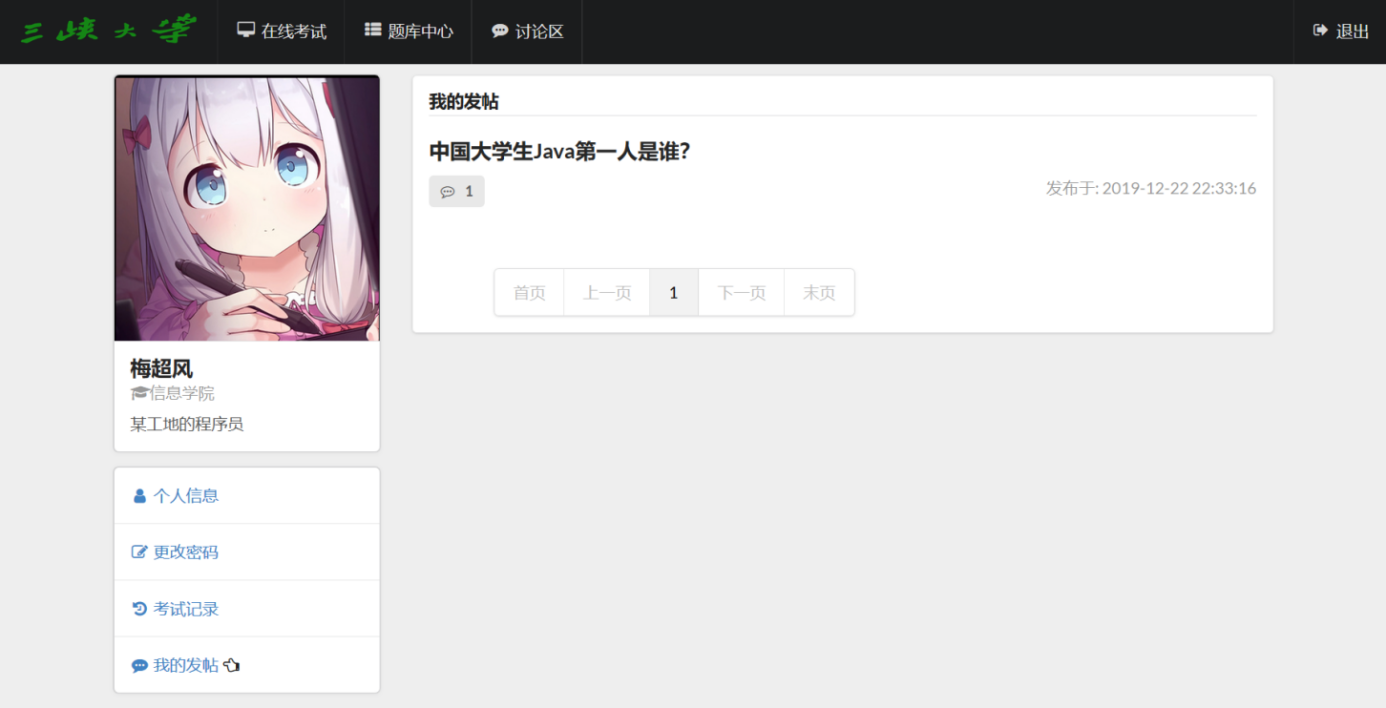 三峡大学 在线考试 题库中心 讨论区 退出
梅超风
信息学院
某工地的程序员
个人信息
更改密码
考试记录
我的发帖
我的发帖
中国大学生Java第一人是谁?
1 发布于: 2019-12-22 22:33:16
首页 上一页 1 下一页 末页